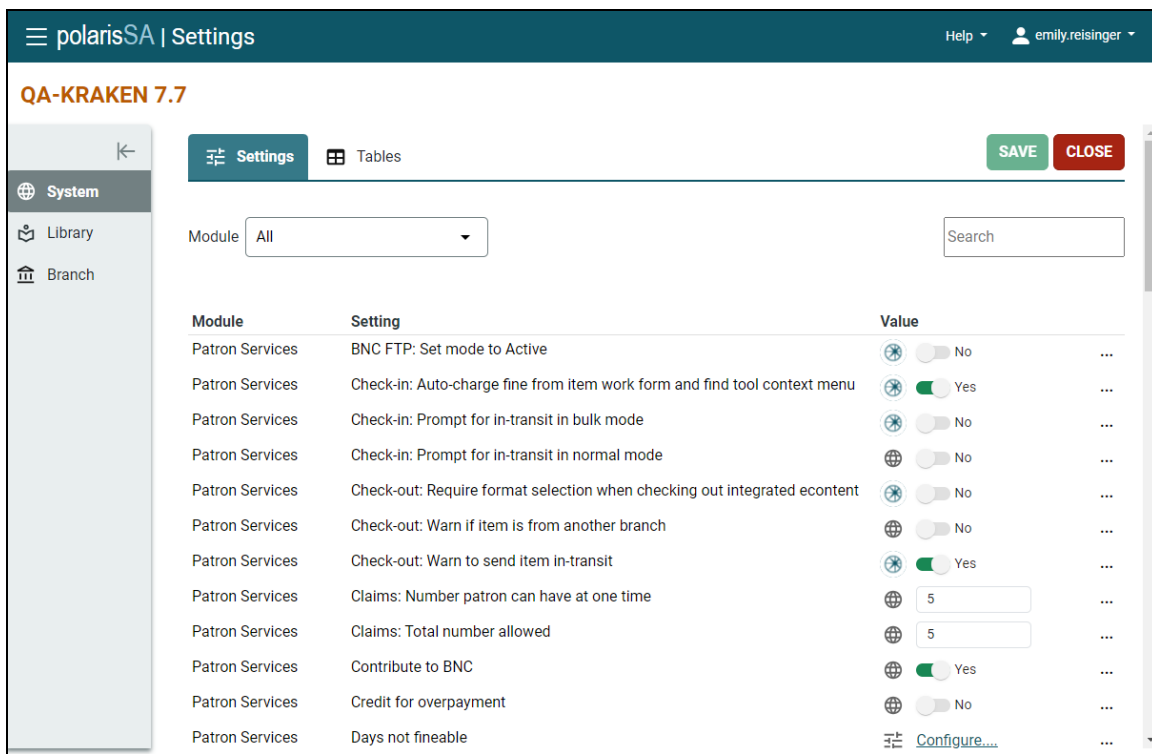 polarisSA | Settings Help emily.reisinger
QA-KRAKEN 7.7
Settings Tables SAVE CLOSE
System
Library
Branch
Module All Search
Module Setting Value
Patron Services BNC FTP: Set mode to Active No ...
Patron Services Check-in: Auto-charge fine from item work form and find tool context menu Yes ...
Patron Services Check-in: Prompt for in-transit in bulk mode No ...
Patron Services Check-in: Prompt for in-transit in normal mode No ...
Patron Services Check-out: Require format selection when checking out integrated econtent No ...
Patron Services Check-out: Warn if item is from another branch No ...
Patron Services Check-out: Warn to send item in-transit Yes ...
Patron Services Claims: Number patron can have at one time 5 ...
Patron Services Claims: Total number allowed 5 ...
Patron Services Contribute to BNC Yes ...
Patron Services Credit for overpayment No ...
Patron Services Days not fineable Configure.... ...